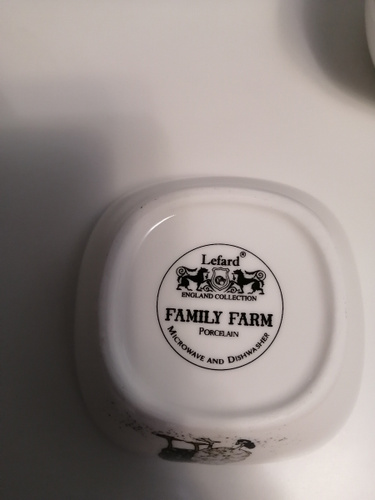 Lefard®
ENGLAND COLLECTION
FAMILY FARM
PORCELAIN
MICROWAVE AND DISHWASHER